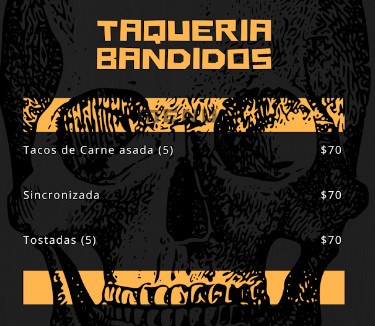 TAQUERIA
BANDIDOS
Tacos de Carne asada (5) $70
Sincronizada $70
Tostadas (5) $70